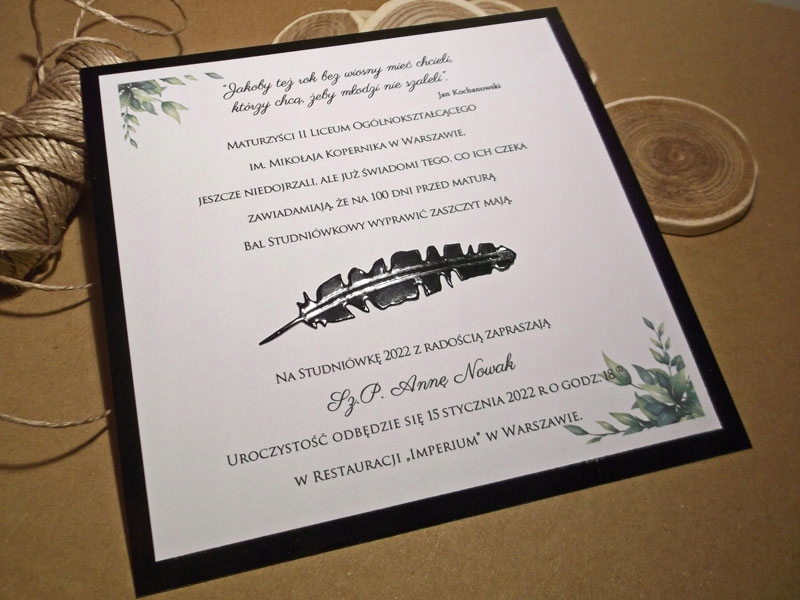 "Jakoby też rok bez wiosny mieć chcieli,
którzy chcą, żeby młodzi nie szaleli".
Jan Kochanowski
MATURZYŚCI II LICEUM OGÓLNOKSZTAŁCĄCEGO
IM. MIKOŁAJA KOPERNIKA W WARSZAWIE,
JESZCZE NIEDOJRZALI, ALE JUŻ ŚWIADOMI TEGO, CO ICH CZEKA
ZAWIADAMIAJĄ, ŻE NA 100 DNI PRZED MATURĄ
BAL STUDNIÓWKOWY WYPRAWIĆ ZASZCZYT MAJĄ.
NA STUDNIÓWKĘ 2022 Z RADOŚCIĄ ZAPRASZAJĄ
Sz.P. Annę Nowak
UROCZYSTOŚĆ ODBĘDZIE SIĘ 15 STYCZNIA 2022 R O GODZ. 18⁰⁰
W RESTAURACJI „IMPERIUM" W WARSZAWIE.